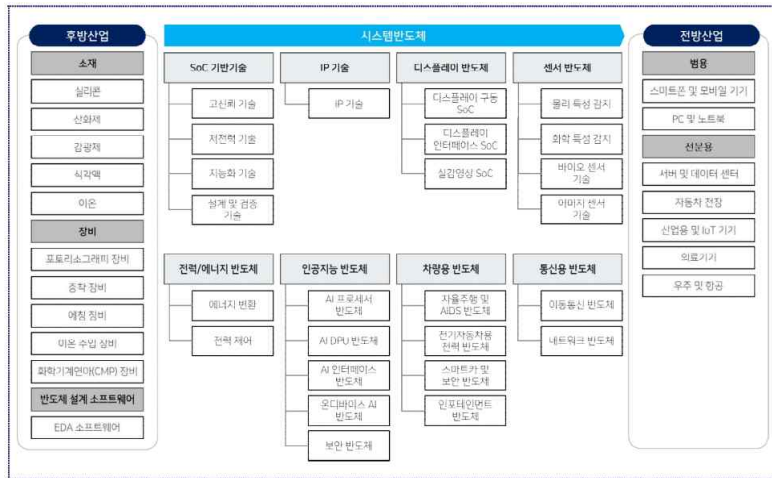 후방산업
소재
실리콘
산화제
감광제
식각액
이온
장비
포토리소그래피 장비
증착 장비
에칭 장비
이온 수입 장비
화학기계연마(CMP) 장비
반도체 설계 소프트웨어
EDA 소프트웨어
시스템반도체
SoC 기반기술
고신뢰 기술
저전력 기술
지능화 기술
설계 및 검증
기술
IP 기술
IP 기술
디스플레이 반도체
디스플레이 구동
SoC
디스플레이
인터페이스 SoC
실감영상 SoC
센서 반도체
물리 특성 감지
화학 특성 감지
바이오 센서
기술
이미지 센서
기술
전력/에너지 반도체
에너지 변환
전력 제어
인공지능 반도체
AI 프로세서
반도체
AI DPU 반도체
AI 인터페이스
반도체
온디바이스 AI
반도체
보안 반도체
차량용 반도체
자율주행 및
AIDS 반도체
전기자동차용
전력 반도체
스마트카 및
보안 반도체
인포테인먼트
반도체
통신용 반도체
이동통신 반도체
네트워크 반도체
전방산업
범용
스마트폰 및 모바일 기기
PC 및 노트북
전문용
서버 및 데이터 센터
자동차 전장
산업용 및 IoT 기기
의료기기
우주 및 항공